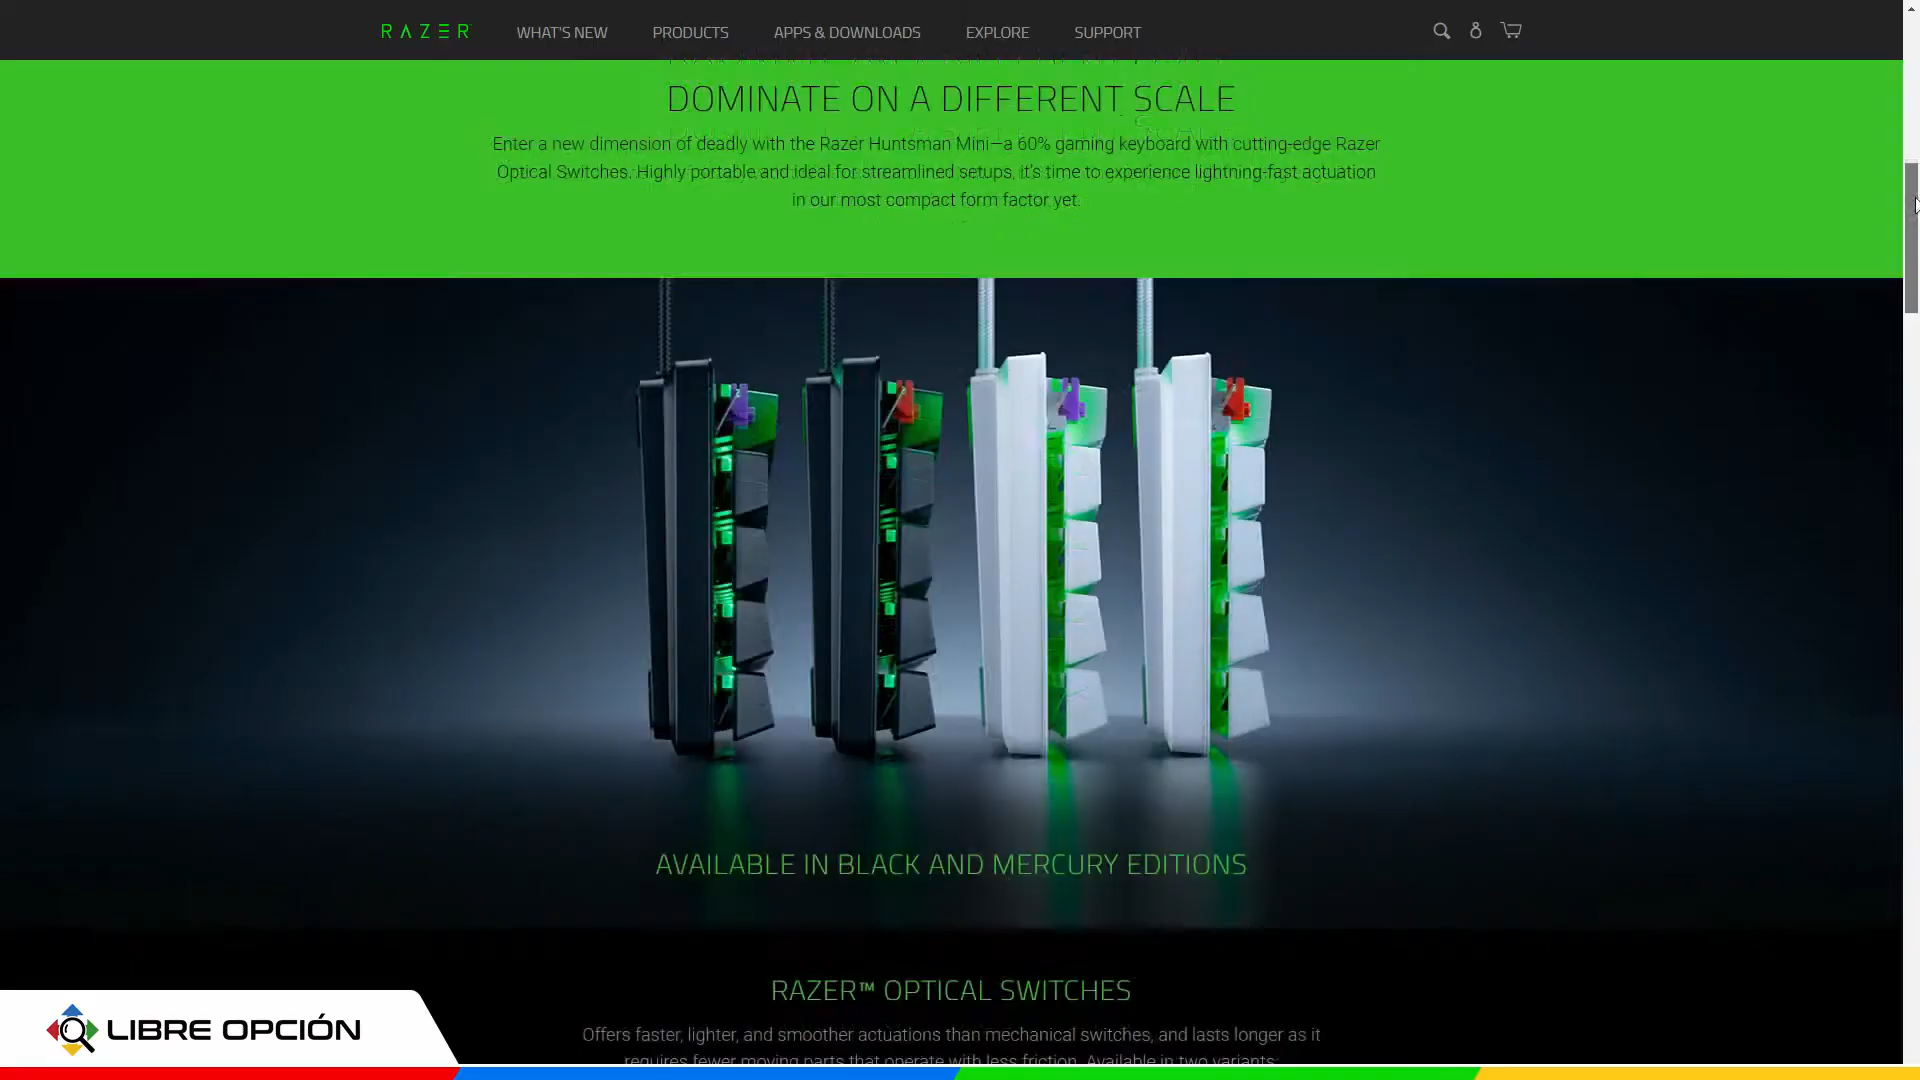 RAZER
WHAT'S NEW
PRODUCTS
APPS & DOWNLOADS
EXPLORE
SUPPORT
DOMINATE ON A DIFFERENT SCALE
Enter a new dimension of deadly with the Razer Huntsman Mini—a 60% gaming keyboard with cutting-edge Razer
Optical Switches. Highly portable and ideal for streamlined setups, it's time to experience lightning-fast actuation
in our most compact form factor yet.
AVAILABLE IN BLACK AND MERCURY EDITIONS
RAZER™ OPTICAL SWITCHES
Offers faster, lighter, and smoother actuations than mechanical switches, and lasts longer as it
requires fewer moving parts that operate with less friction. Available in two variants:
LIBRE OPCIÓN